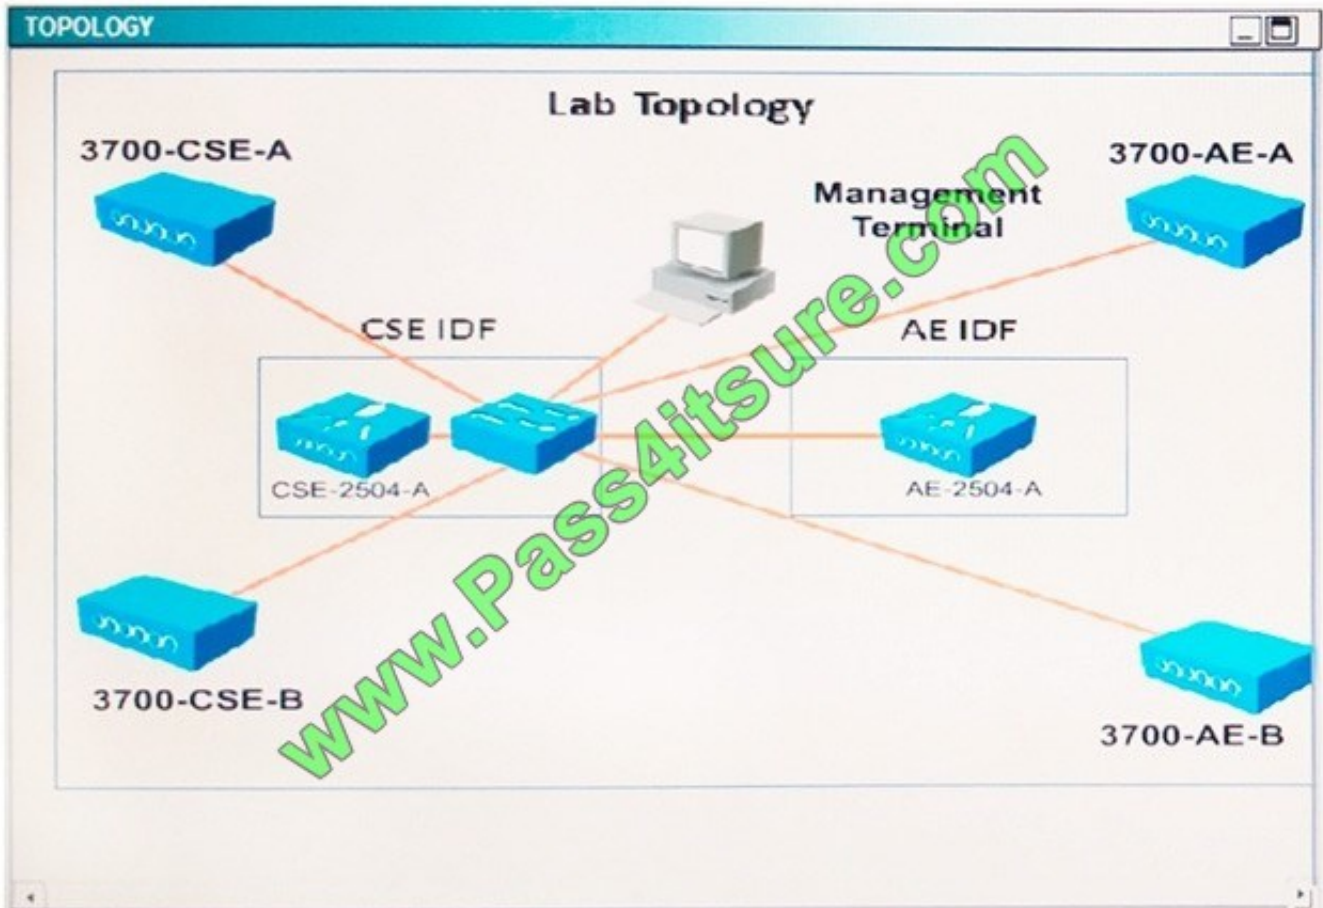 TOPOLOGY
Lab Topology
3700-CSE-A
3700-AE-A
Management
Terminal
CSE IDF
AE IDF
CSE-2504-A
AE-2504-A
3700-CSE-B
3700-AE-B
www.Pass4itsure.com